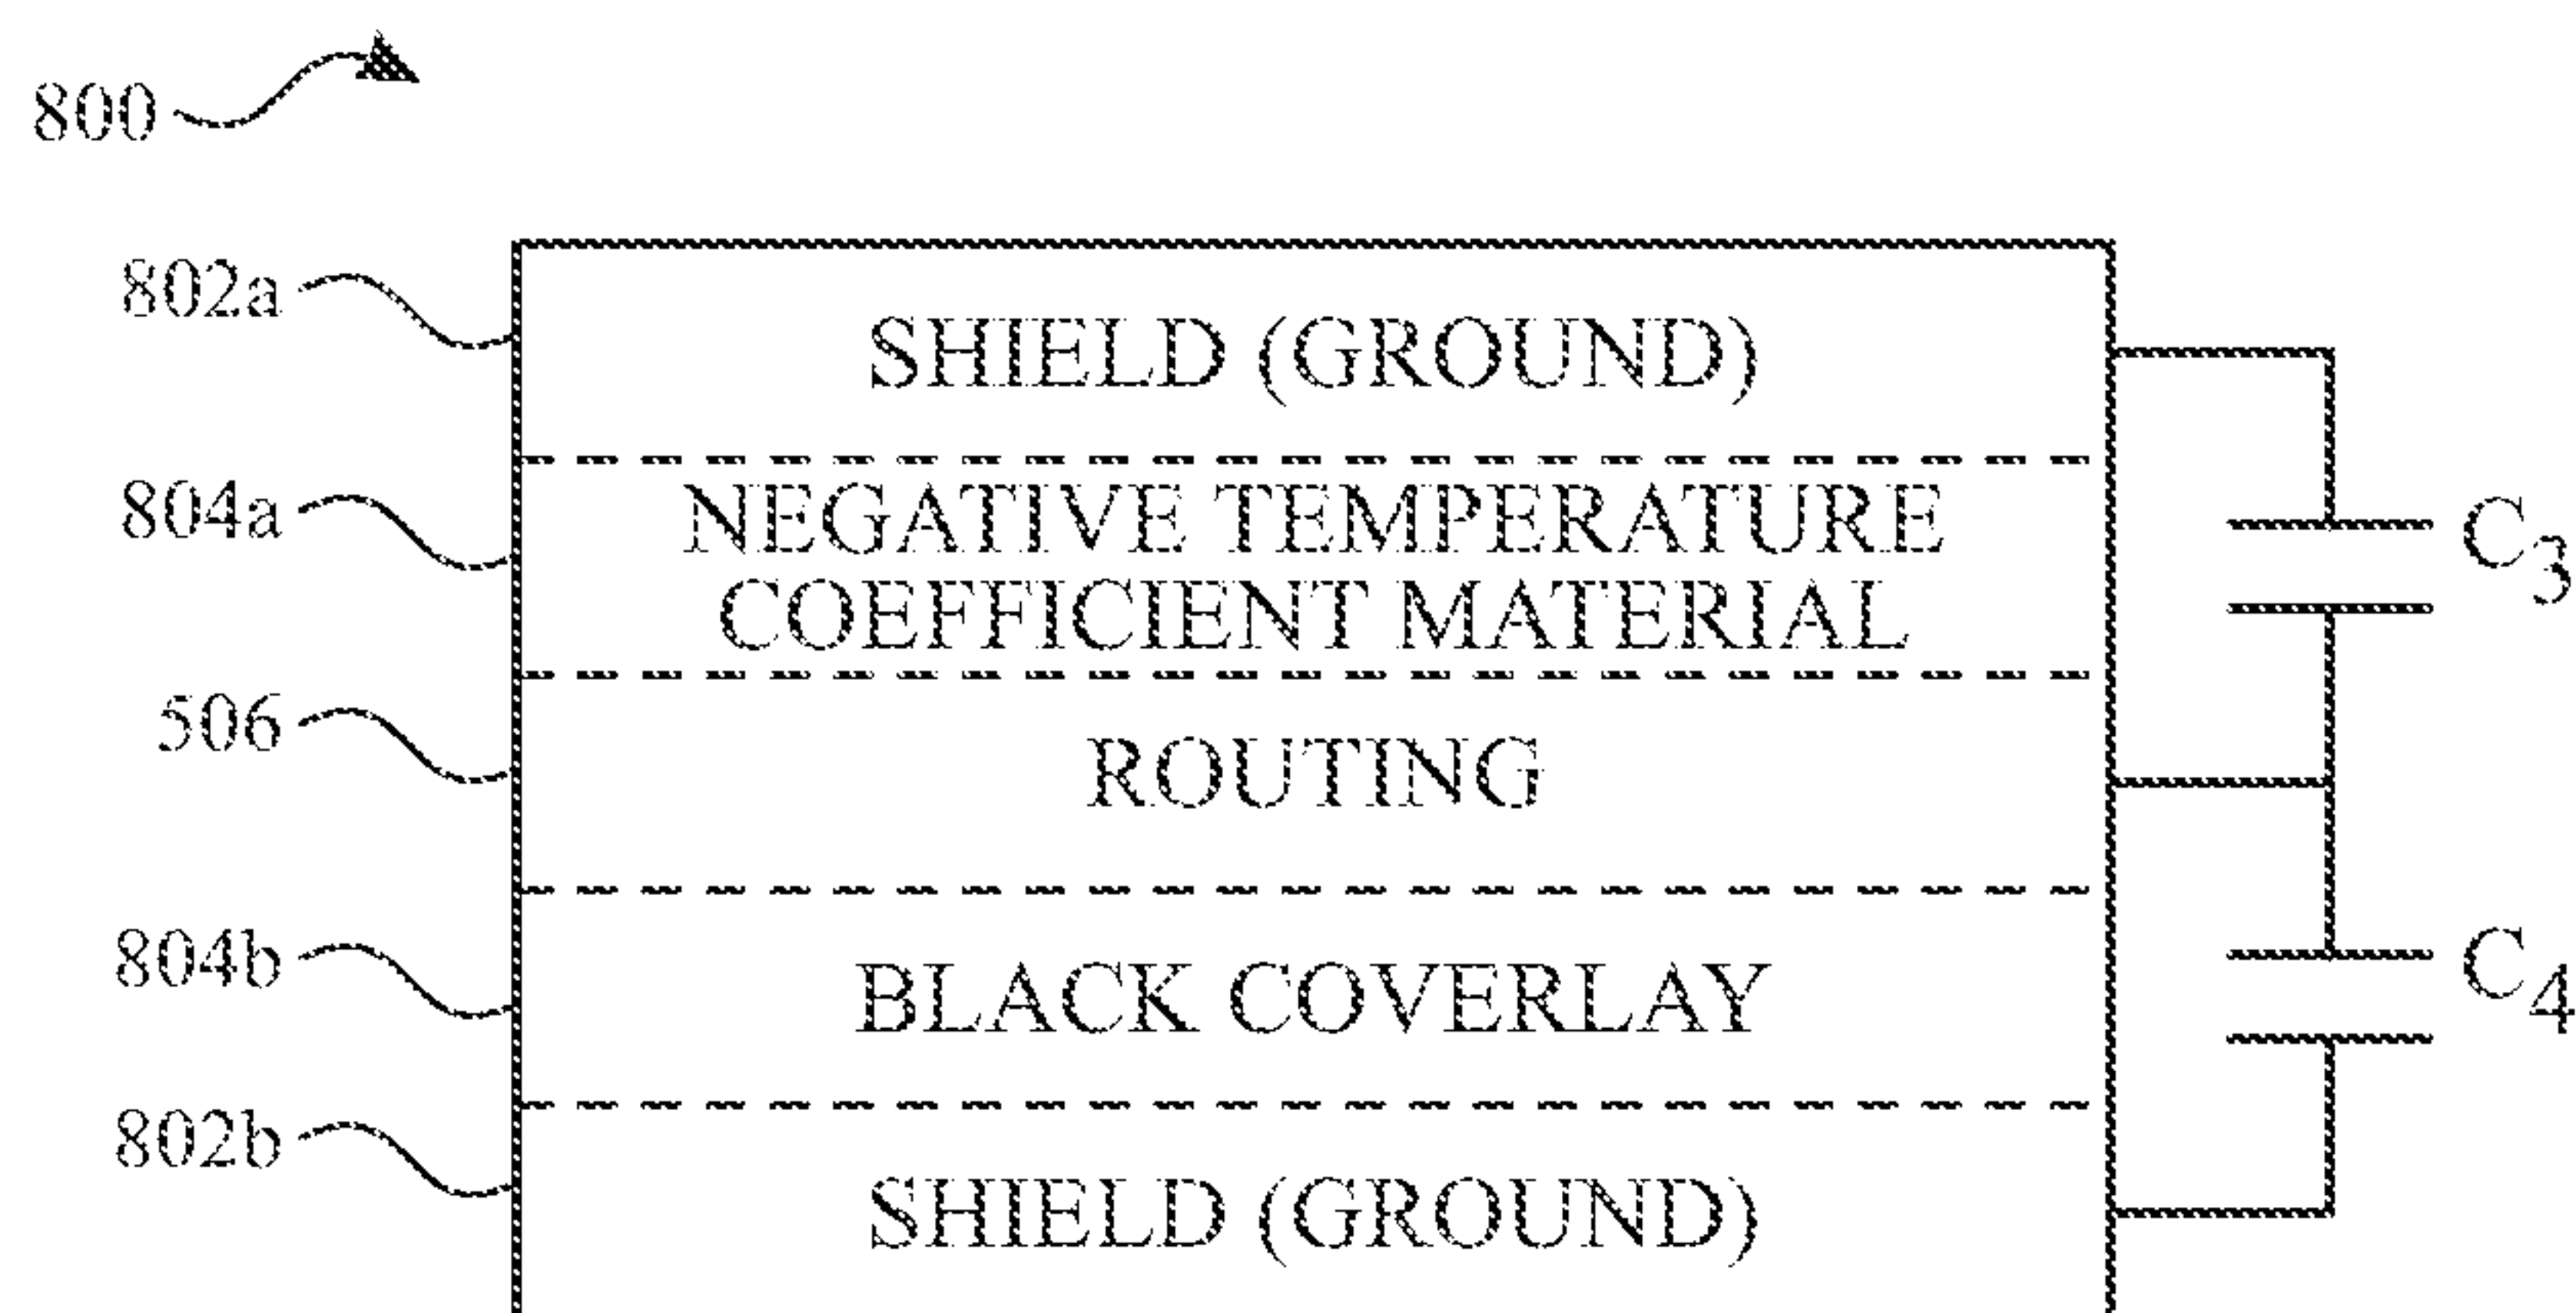 800
802a
SHIELD (GROUND)
804a
NEGATIVE TEMPERATURE
COEFFICIENT MATERIAL
C3
506
ROUTING
804b
BLACK COVERLAY
C4
802b
SHIELD (GROUND)